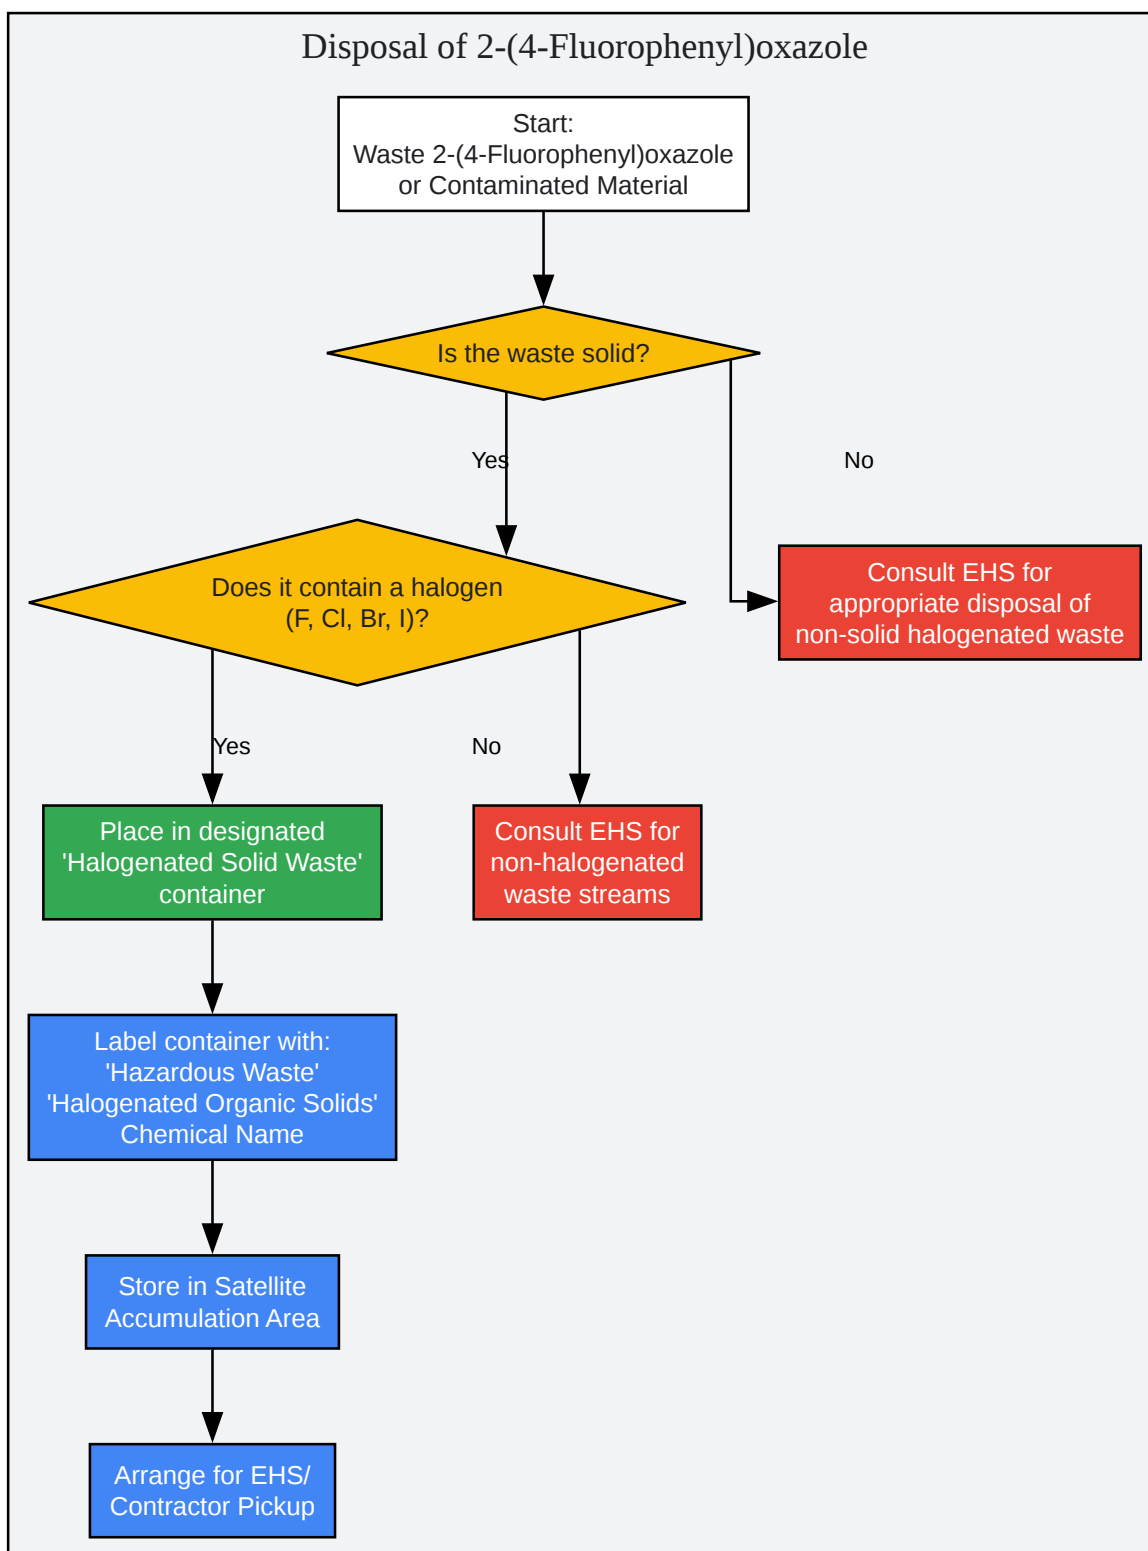 Disposal of 2-(4-Fluorophenyl)oxazole
Start:
Waste 2-(4-Fluorophenyl)oxazole
or Contaminated Material
Is the waste solid?
Yes
No
Does it contain a halogen
(F, Cl, Br, I)?
Consult EHS for
appropriate disposal of
non-solid halogenated waste
Yes
No
Place in designated
'Halogenated Solid Waste'
container
Consult EHS for
non-halogenated
waste streams
Label container with:
'Hazardous Waste'
'Halogenated Organic Solids'
Chemical Name
Store in Satellite
Accumulation Area
Arrange for EHS/
Contractor Pickup